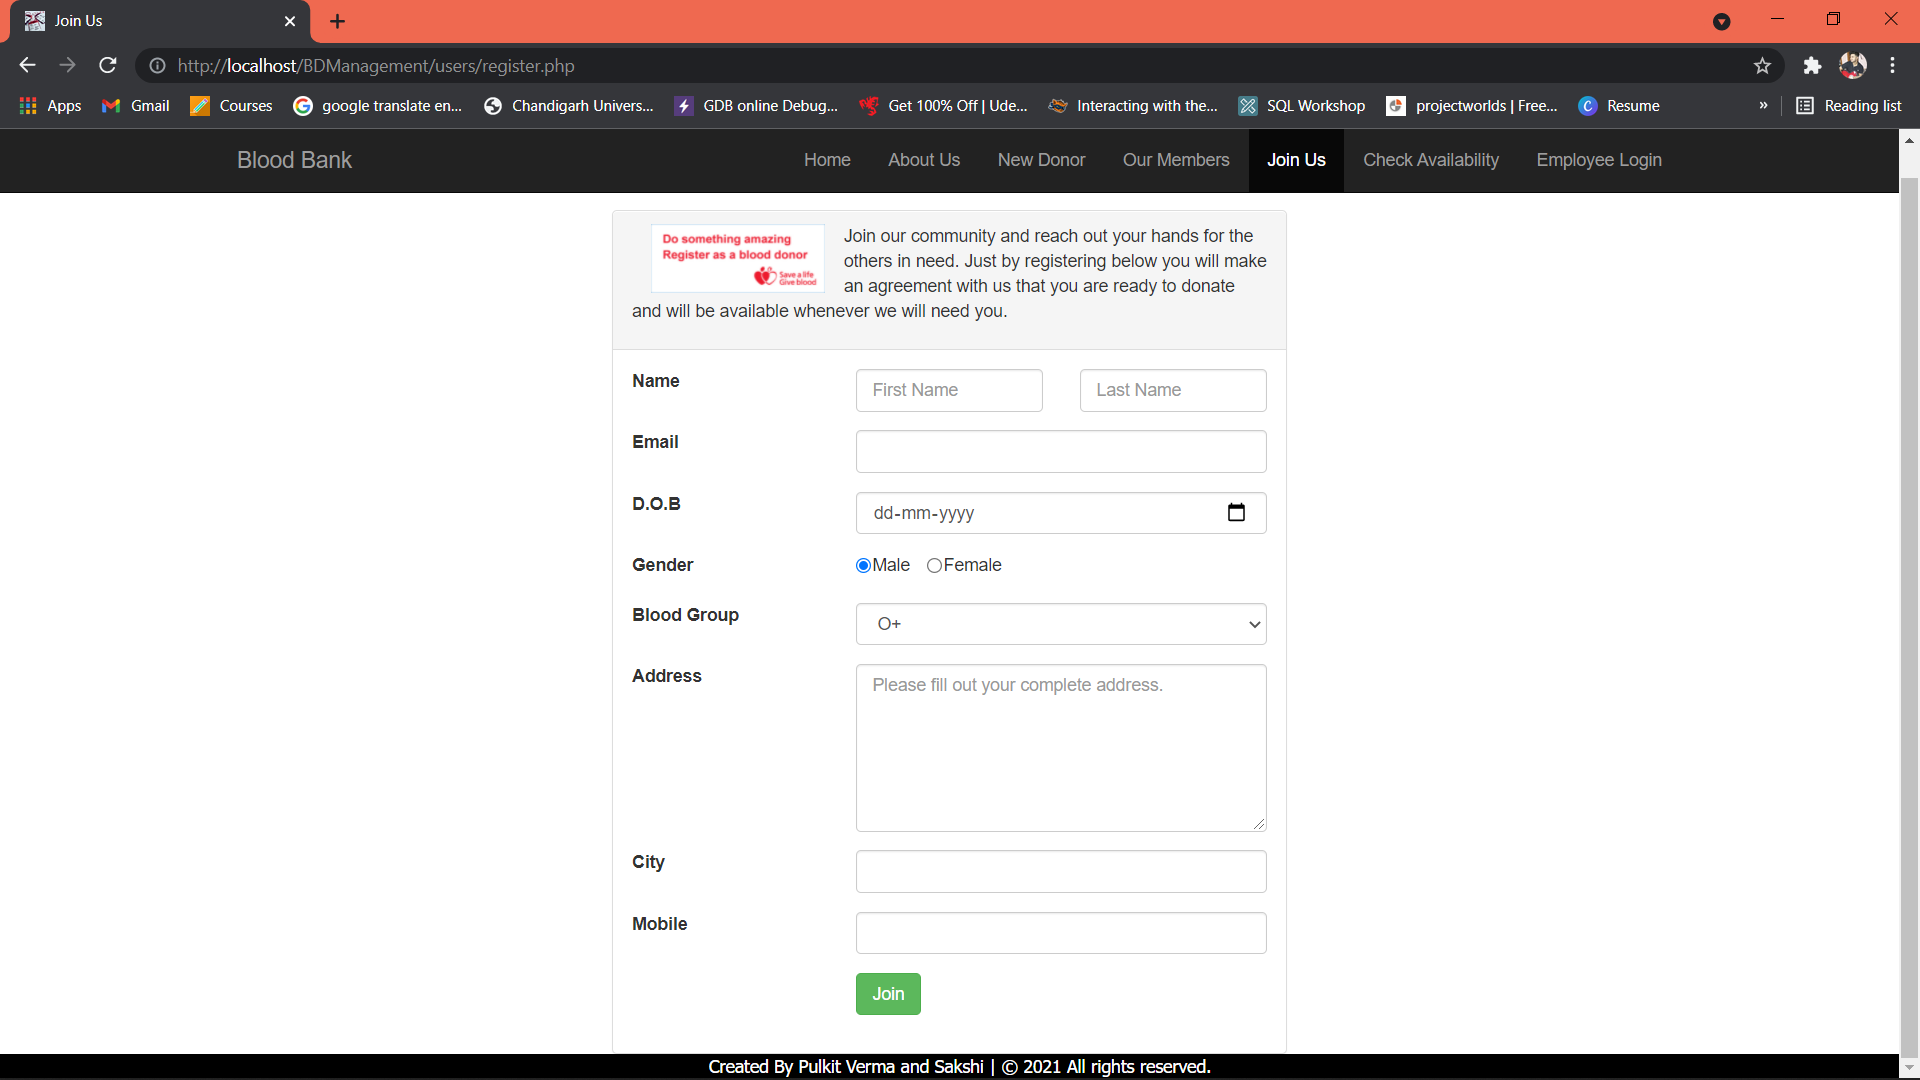 Join Us
http://localhost/BDManagement/users/register.php
Apps Gmail Courses google translate en... Chandigarh Univers... GDB online Debug... Get 100% Off | Ude... Interacting with the... SQL Workshop projectworlds | Free... Resume » Reading list
Blood Bank Home About Us New Donor Our Members Join Us Check Availability Employee Login
Do something amazing
Register as a blood donor
Save a life
Give blood
Join our community and reach out your hands for the
others in need. Just by registering below you will make
an agreement with us that you are ready to donate
and will be available whenever we will need you.
Name First Name Last Name
Email
D.O.B dd-mm-yyyy
Gender Male Female
Blood Group O+
Address Please fill out your complete address.
City
Mobile
Join
Created By Pulkit Verma and Sakshi | © 2021 All rights reserved.